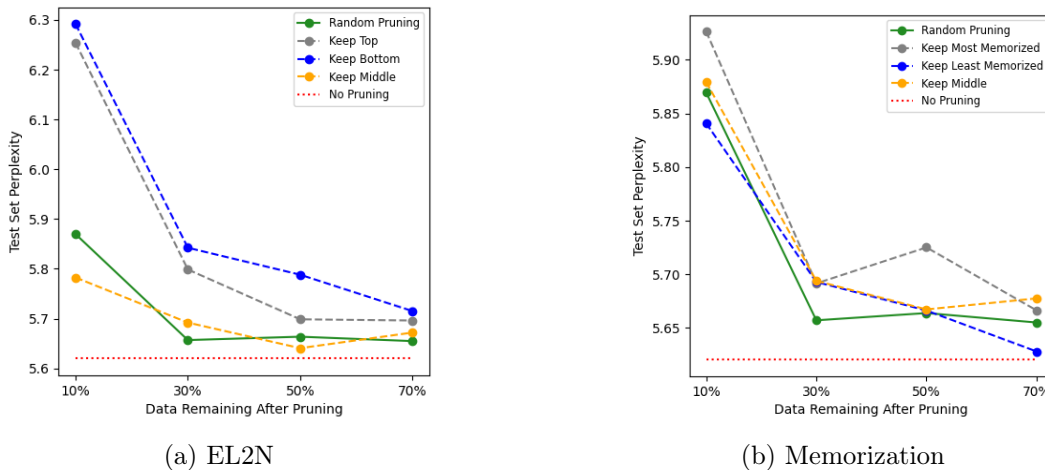 6.3
6.2
6.1
6.0
5.9
5.8
5.7
5.6
Test Set Perplexity
10%
30%
50%
70%
Data Remaining After Pruning
Random Pruning
Keep Top
Keep Bottom
Keep Middle
No Pruning
(a) EL2N
5.90
5.85
5.80
5.75
5.70
5.65
Test Set Perplexity
10%
30%
50%
70%
Data Remaining After Pruning
Random Pruning
Keep Most Memorized
Keep Least Memorized
Keep Middle
No Pruning
(b) Memorization